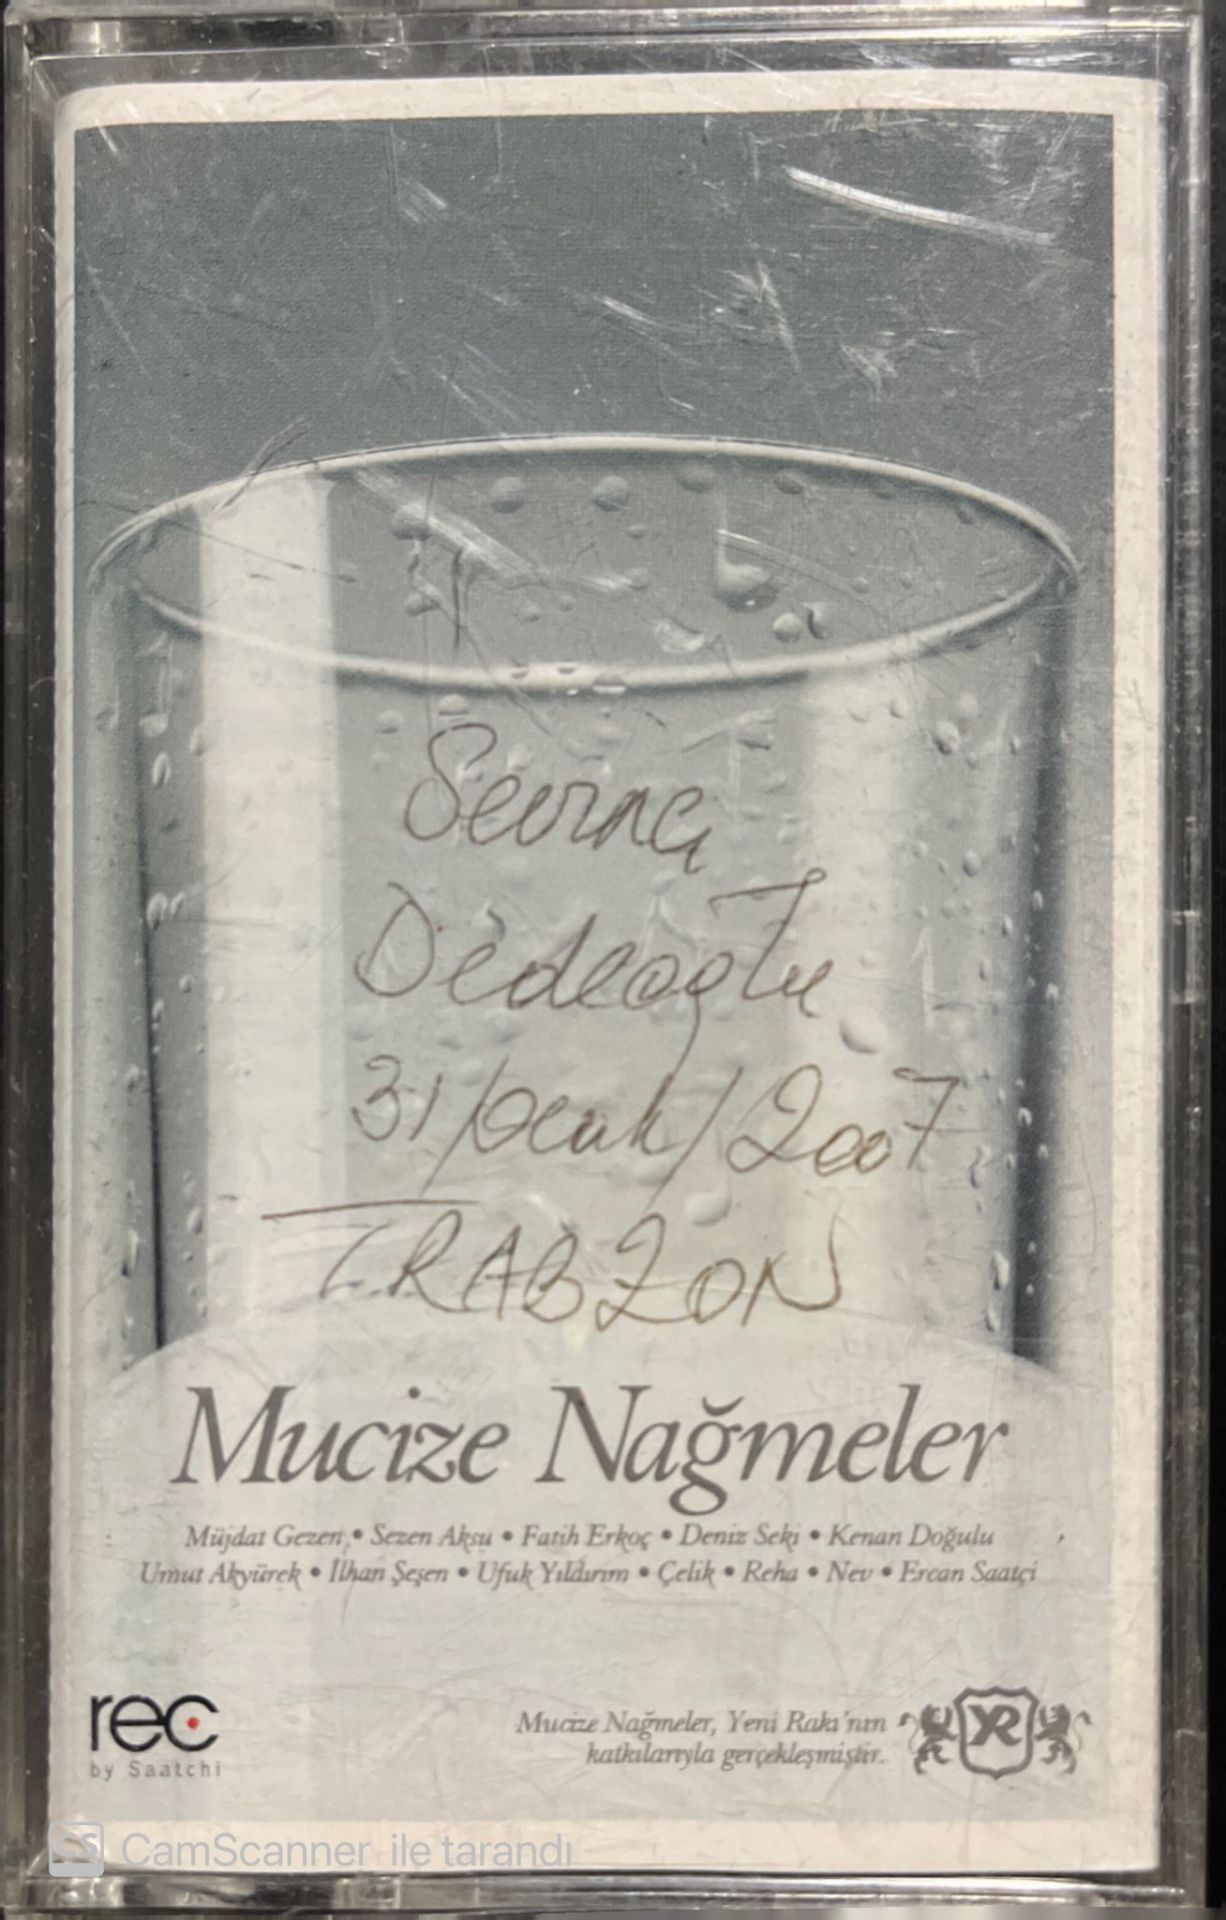 Sevinç
Dedeoğlu
31/Ocak/2007
TRABZON
Mucize Nağmeler
Müjdat Gezen • Sezen Aksu • Fatih Erkoç • Deniz Seki • Kenan Doğulu
Umut Akyürek • İlhan Şeşen • Ufuk Yıldırım • Çelik • Reha • Nev • Ercan Saatçi
rec
by Saatchi
Mucize Nağmeler, Yeni Rakı'nın
katkılarıyla gerçekleşmiştir.
YR
CS CamScanner ile tarandı